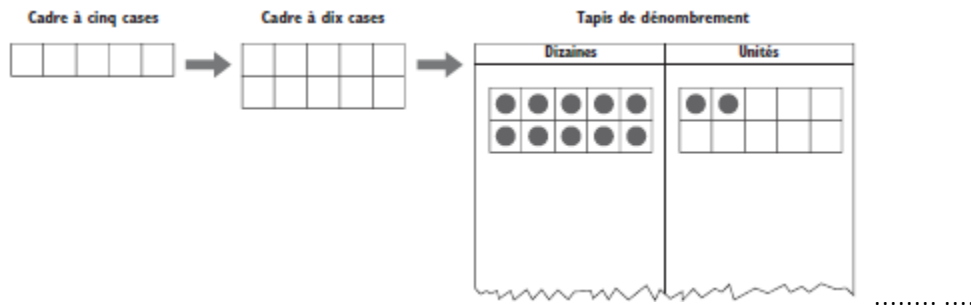 Cadre à cinq cases
Cadre à dix cases
Tapis de dénombrement
Dizaines
Unités